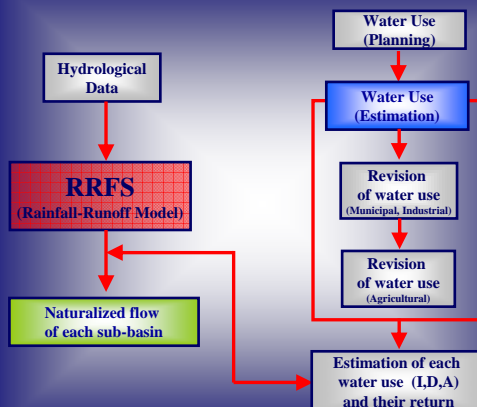 Water Use
(Planning)
Hydrological
Data
Water Use
(Estimation)
RRFS
(Rainfall-Runoff Model)
Revision
of water use
(Municipal, Industrial)
Revision
of water use
(Agricultural)
Naturalized flow
of each sub-basin
Estimation of each
water use (I,D,A)
and their return